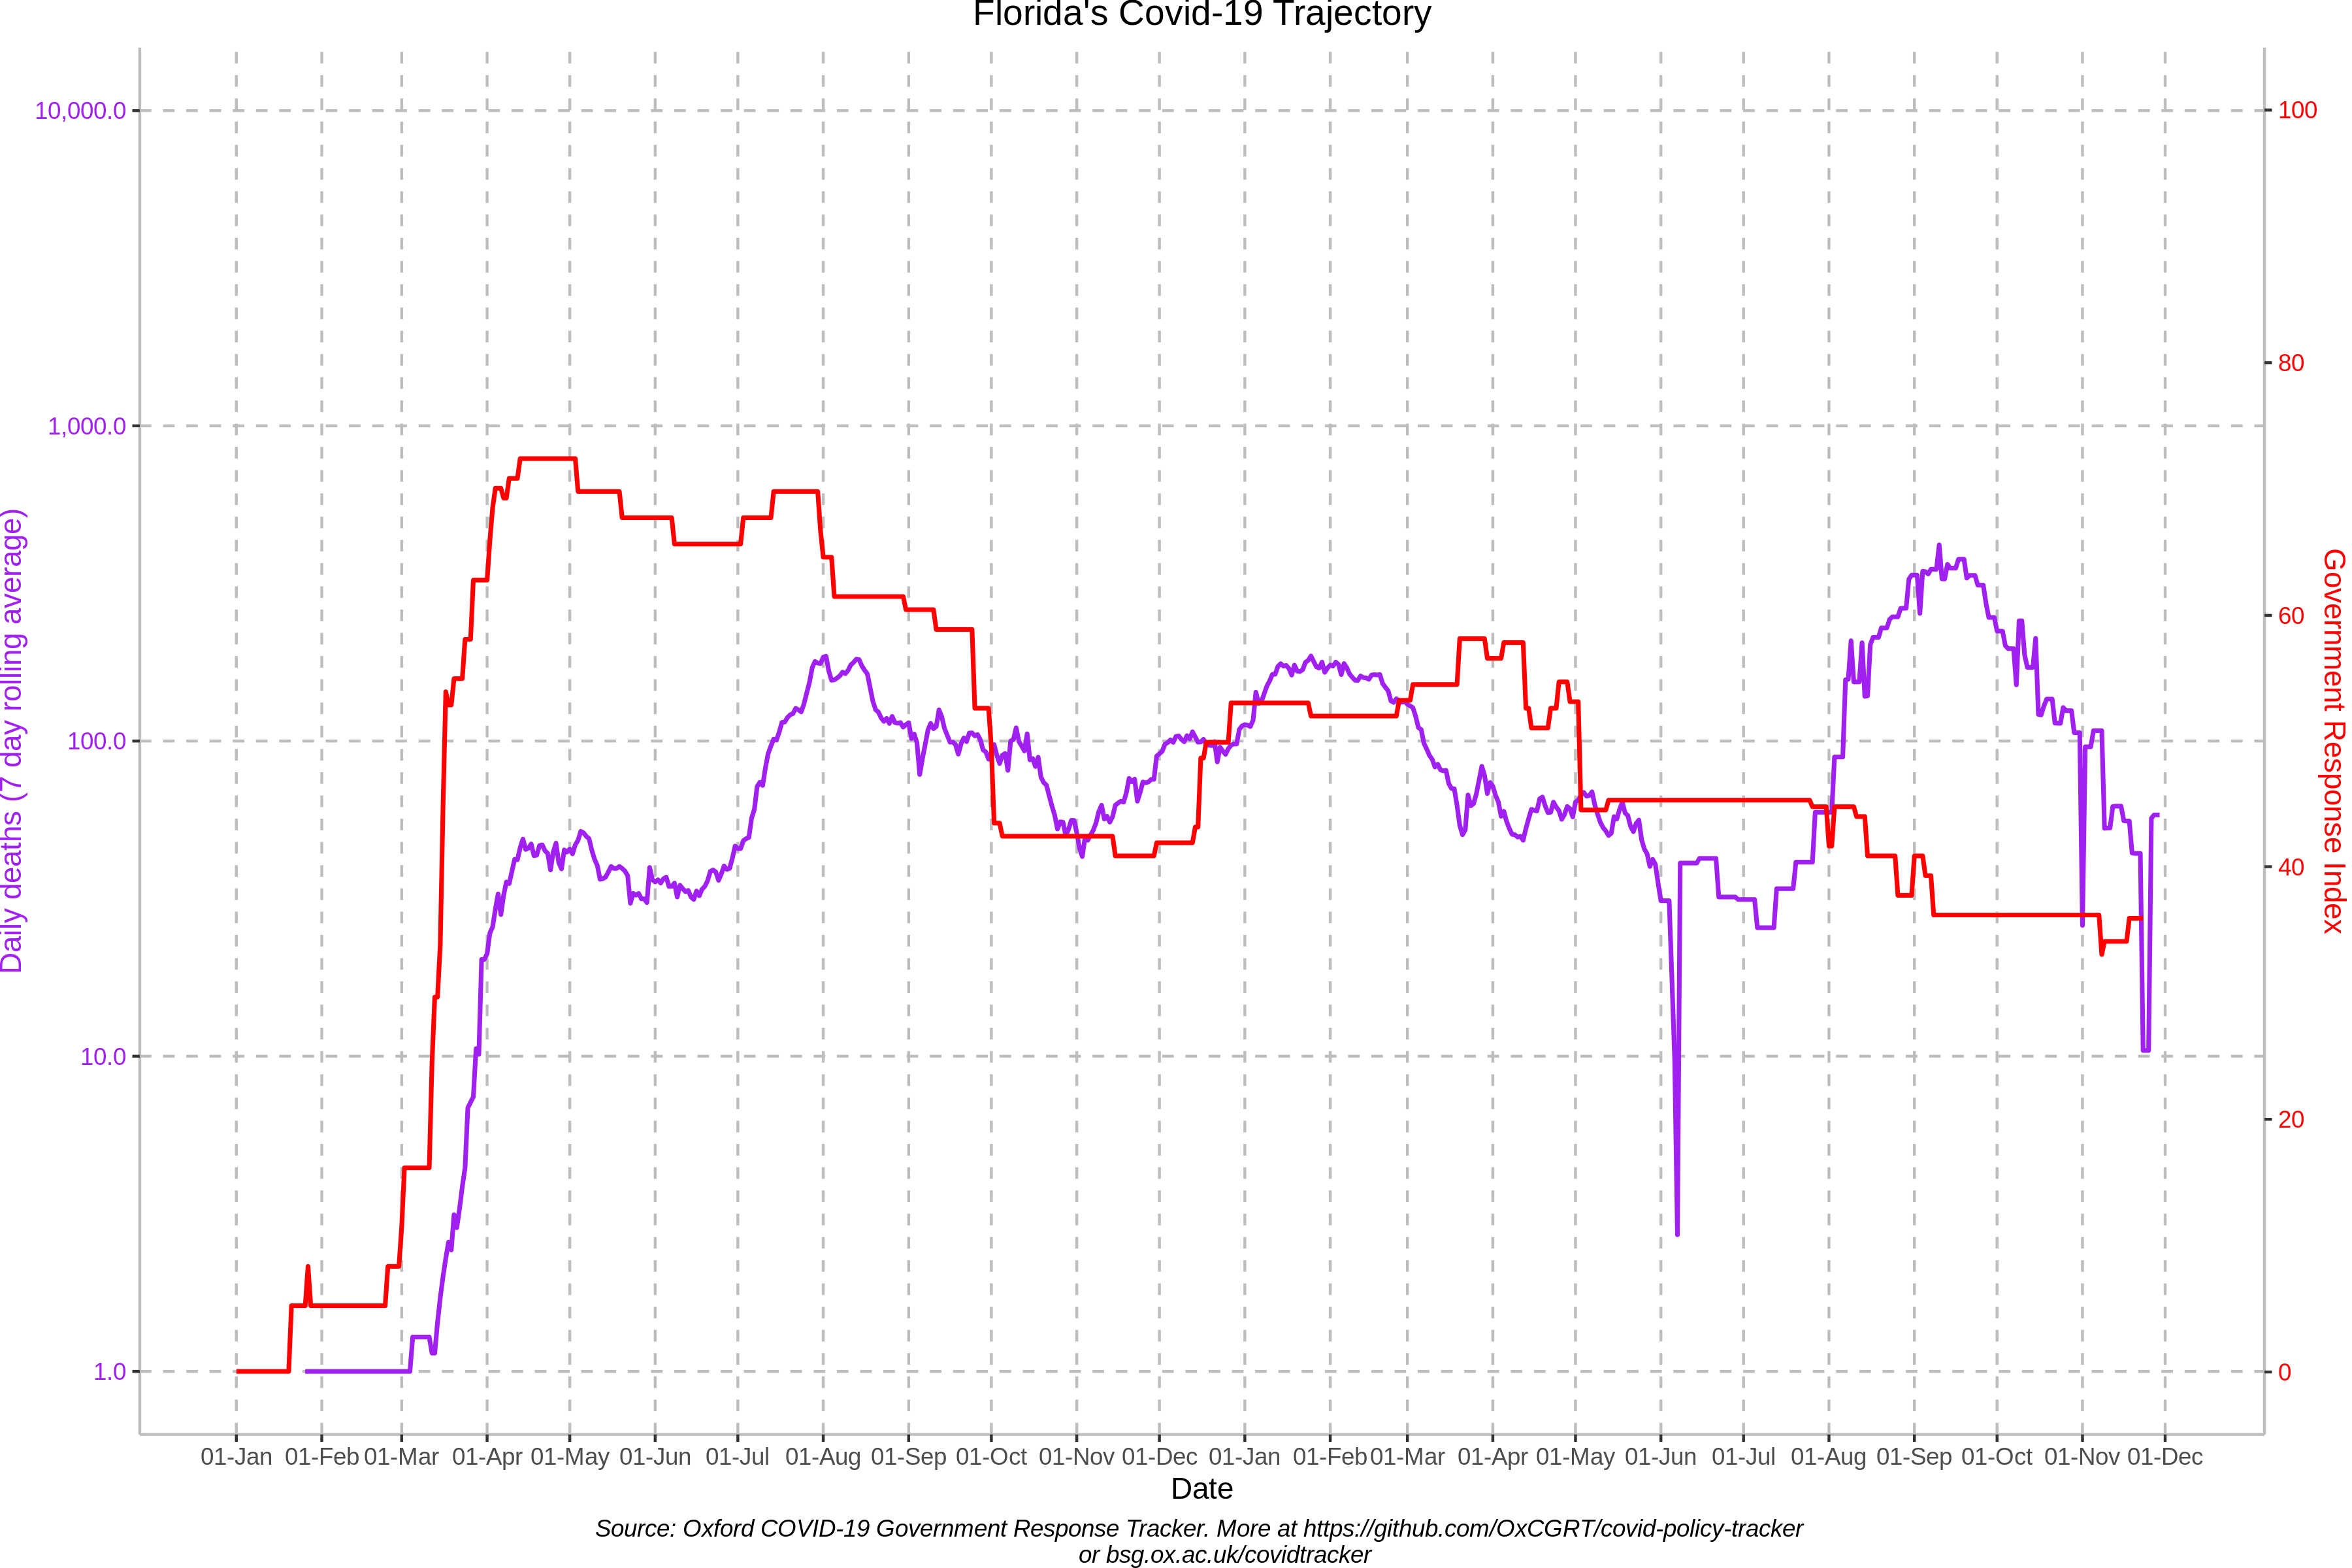 Florida's Covid-19 Trajectory
10,000.0
1,000.0
100.0
10.0
1.0
Daily deaths (7 day rolling average)
100
80
60
40
20
0
Government Response Index
01-Jan 01-Feb 01-Mar 01-Apr 01-May 01-Jun 01-Jul 01-Aug 01-Sep 01-Oct 01-Nov 01-Dec 01-Jan 01-Feb 01-Mar 01-Apr 01-May 01-Jun 01-Jul 01-Aug 01-Sep 01-Oct 01-Nov 01-Dec
Date
Source: Oxford COVID-19 Government Response Tracker. More at https://github.com/OxCGRT/covid-policy-tracker
or bsg.ox.ac.uk/covidtracker